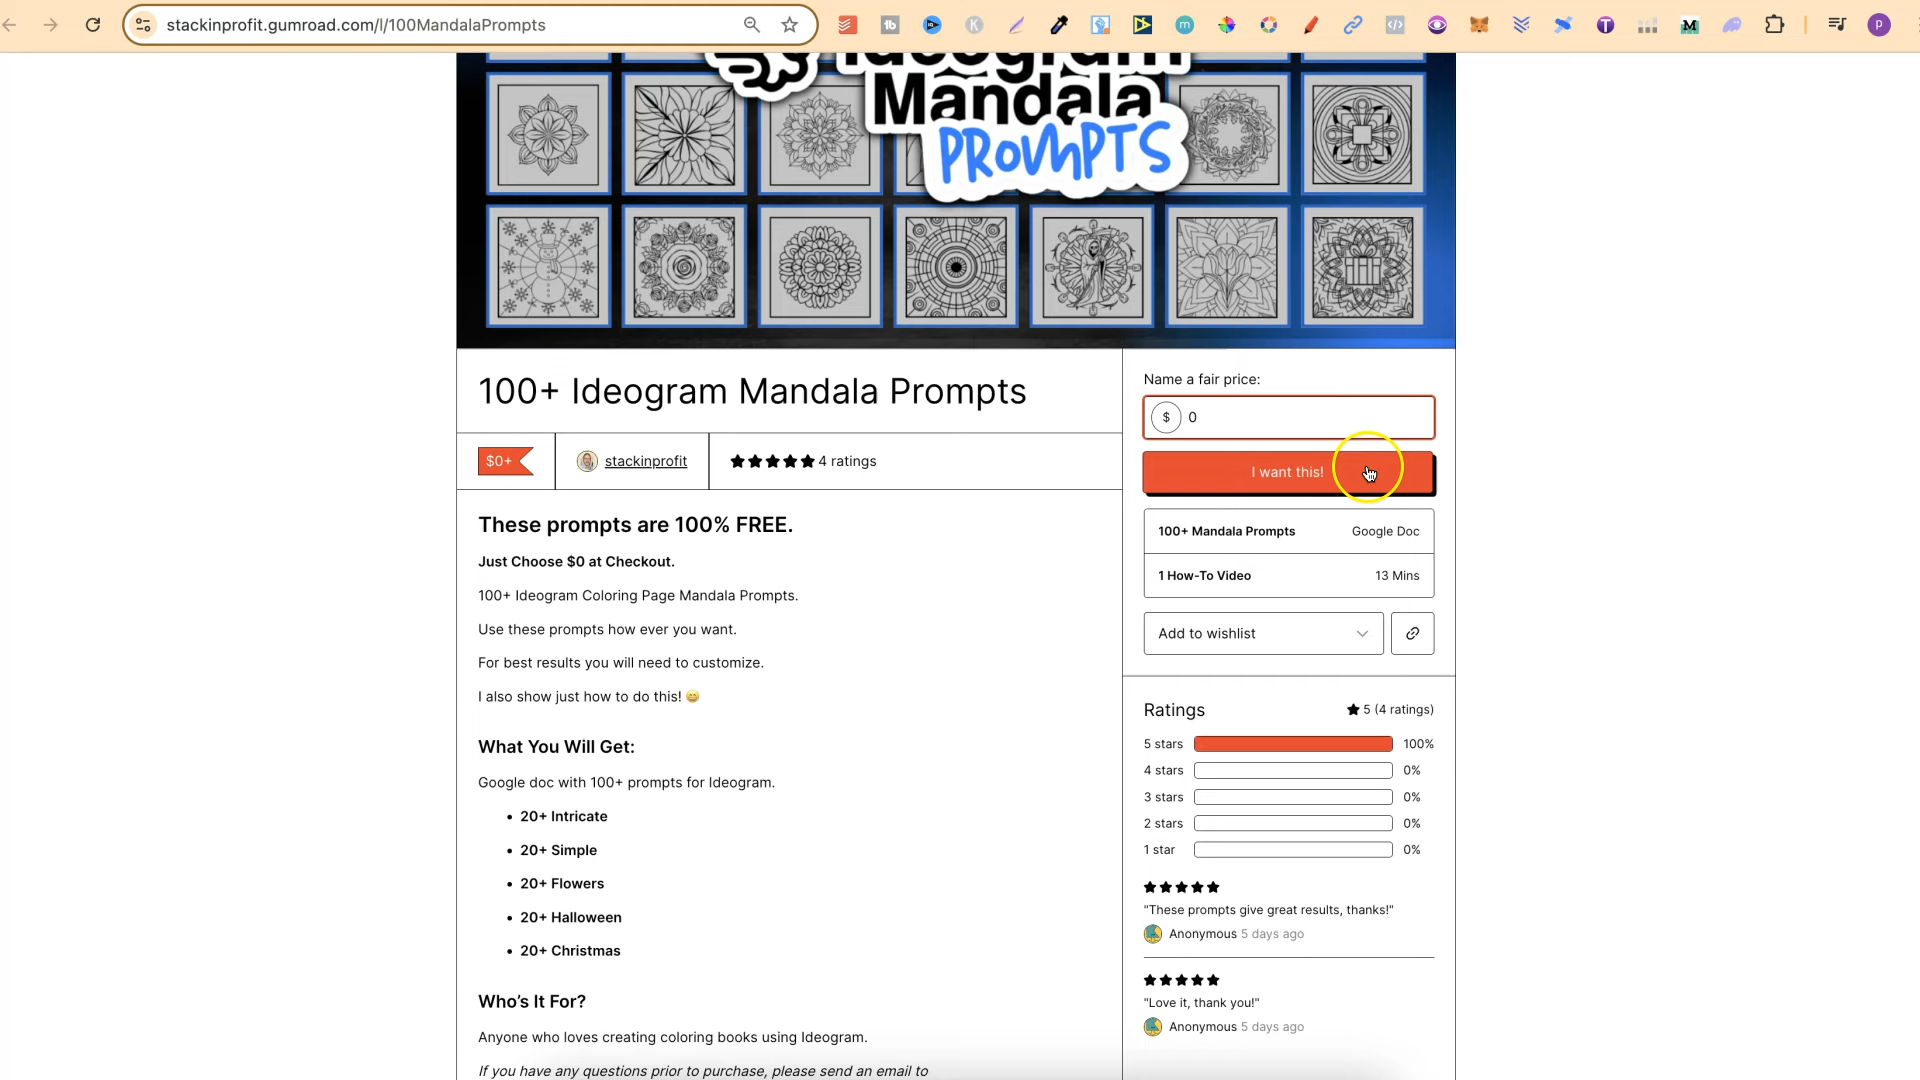 stackinprofit.gumroad.com/l/100MandalaPrompts
Ideogram
Mandala
PROMPTS
100+ Ideogram Mandala Prompts
$0+
stackinprofit
4 ratings
These prompts are 100% FREE.
Just Choose $0 at Checkout.
100+ Ideogram Coloring Page Mandala Prompts.
Use these prompts how ever you want.
For best results you will need to customize.
I also show just how to do this! 😄
What You Will Get:
Google doc with 100+ prompts for Ideogram.
• 20+ Intricate
• 20+ Simple
• 20+ Flowers
• 20+ Halloween
• 20+ Christmas
Who's It For?
Anyone who loves creating coloring books using Ideogram.
If you have any questions prior to purchase, please send an email to
Name a fair price:
$ 0
I want this!
100+ Mandala Prompts Google Doc
1 How-To Video 13 Mins
Add to wishlist
Ratings ★ 5 (4 ratings)
5 stars 100%
4 stars 0%
3 stars 0%
2 stars 0%
1 star 0%
"These prompts give great results, thanks!"
Anonymous 5 days ago
"Love it, thank you!"
Anonymous 5 days ago